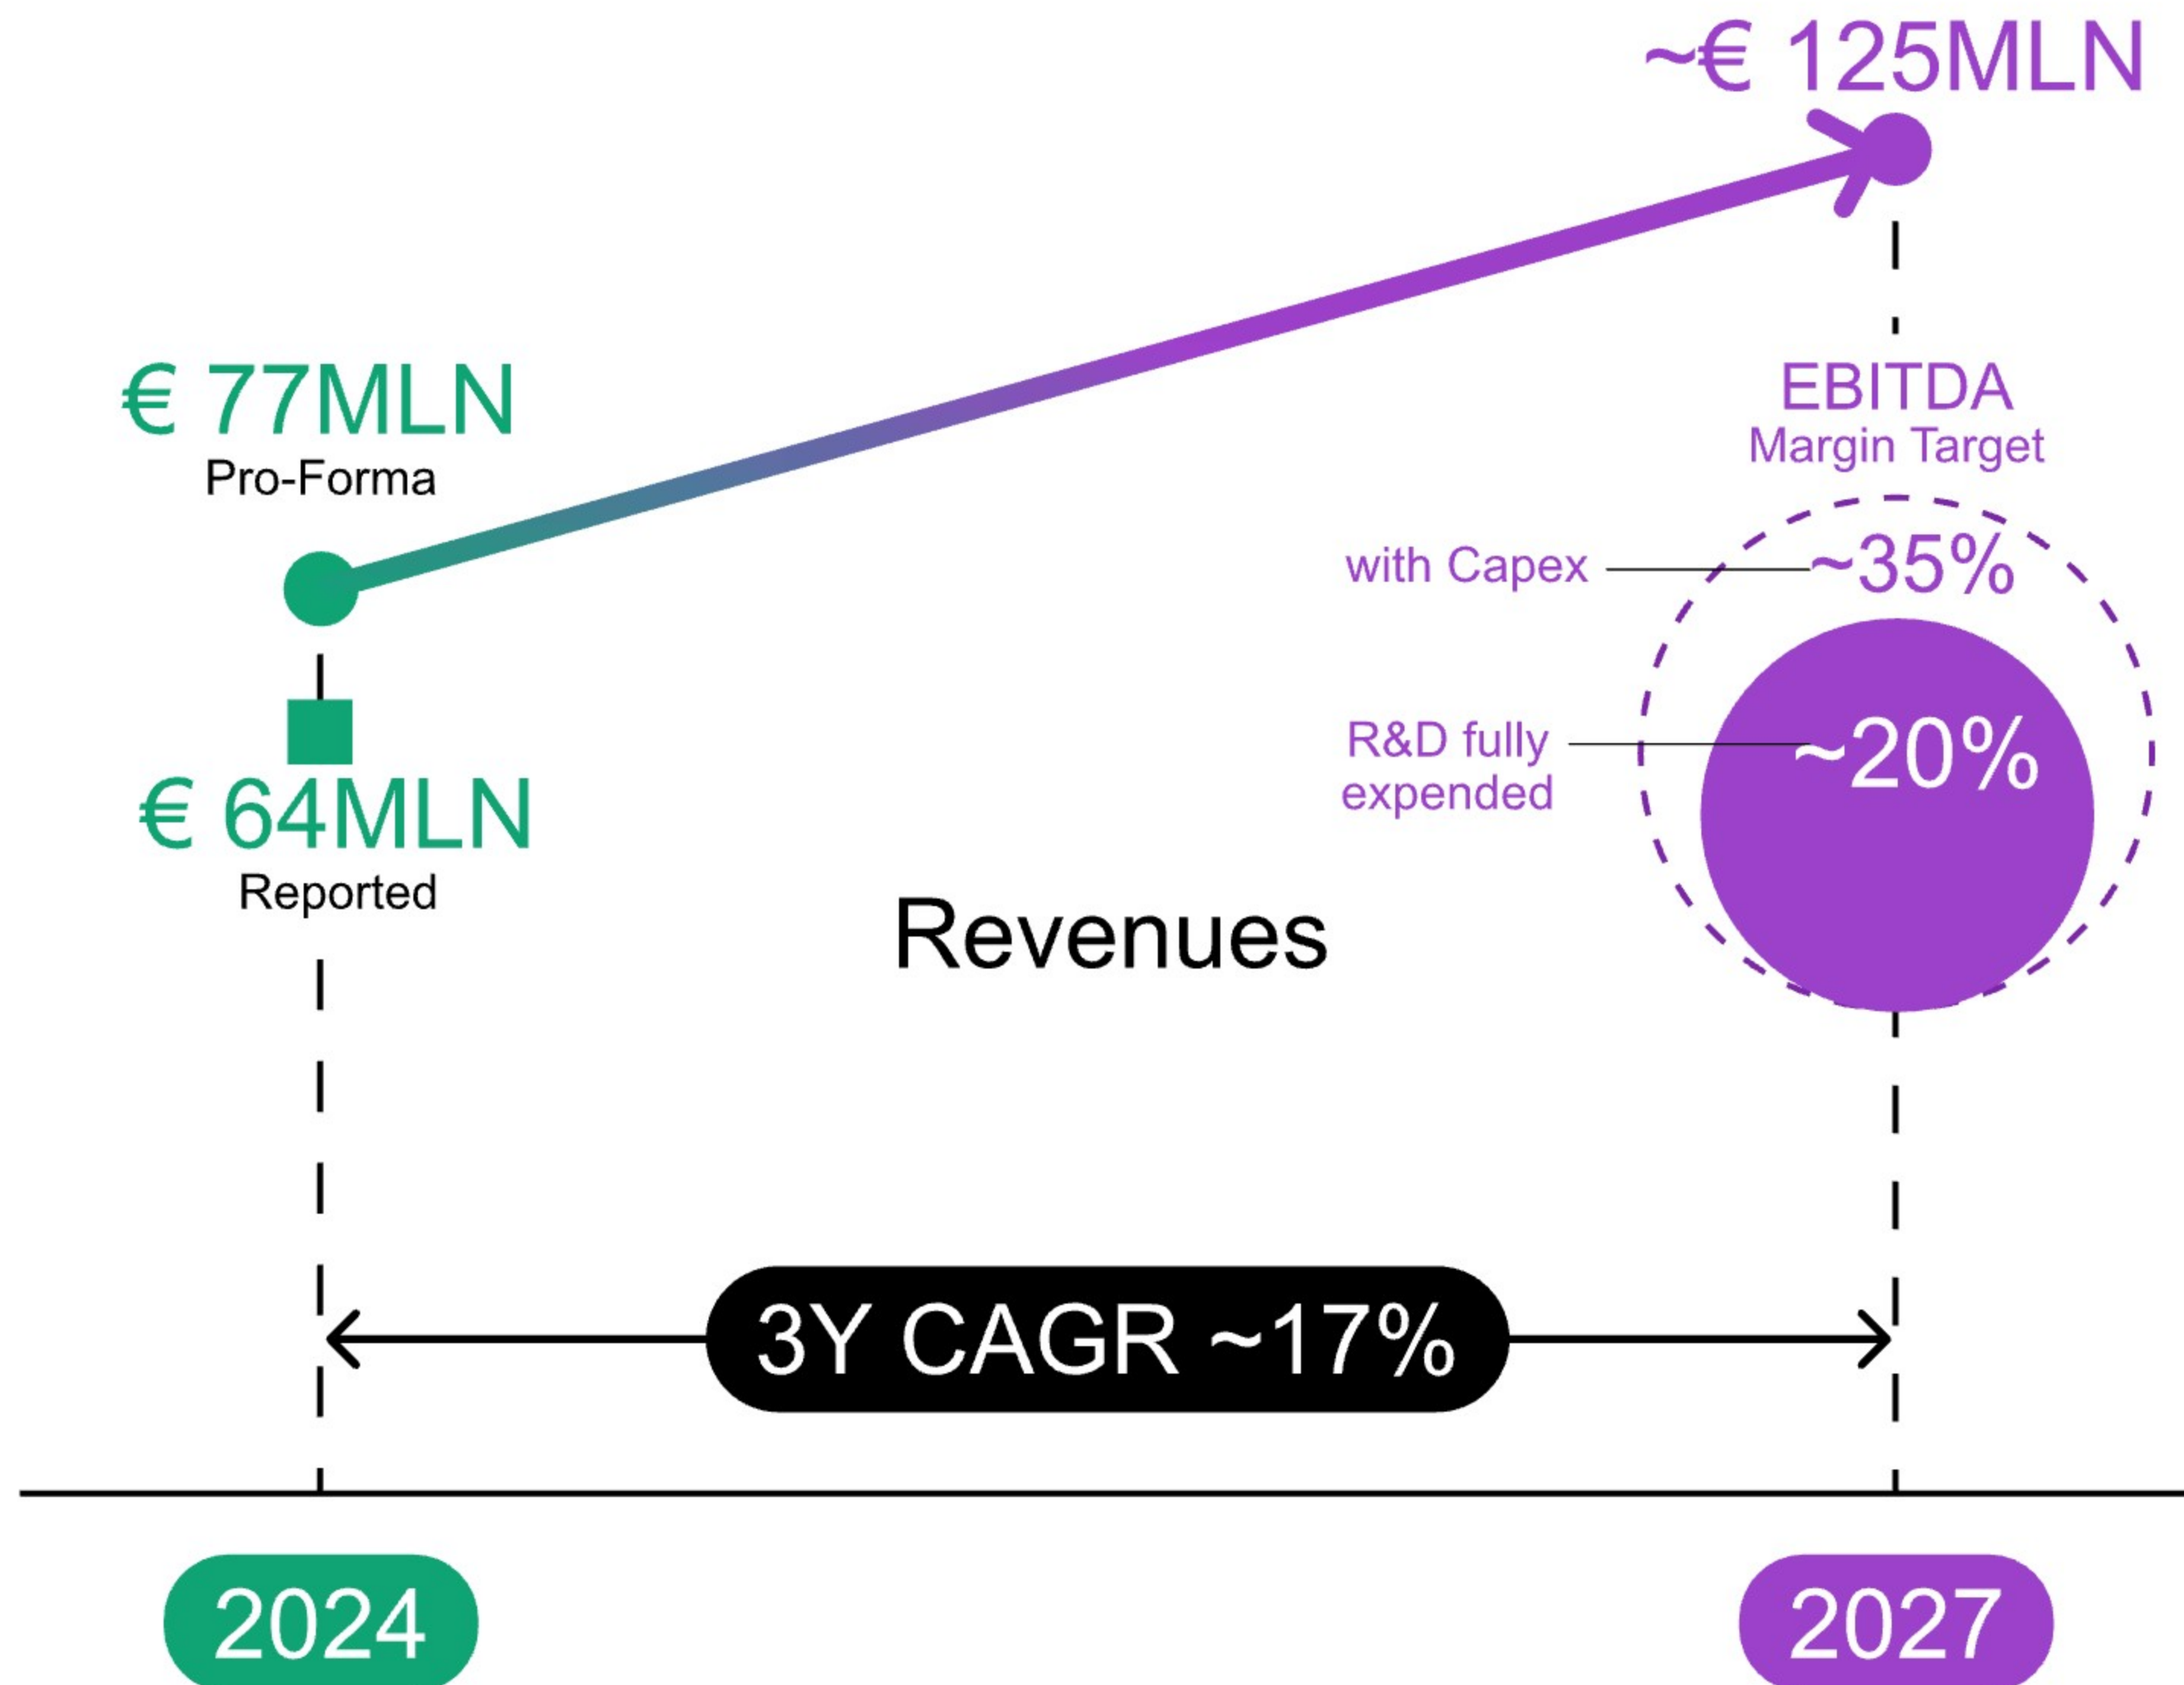 ~€ 125MLN
€ 77MLN
Pro-Forma
EBITDA
Margin Target
with Capex
~35%
R&D fully
expended
~20%
€ 64MLN
Reported
Revenues
3Y CAGR ~17%
2024
2027